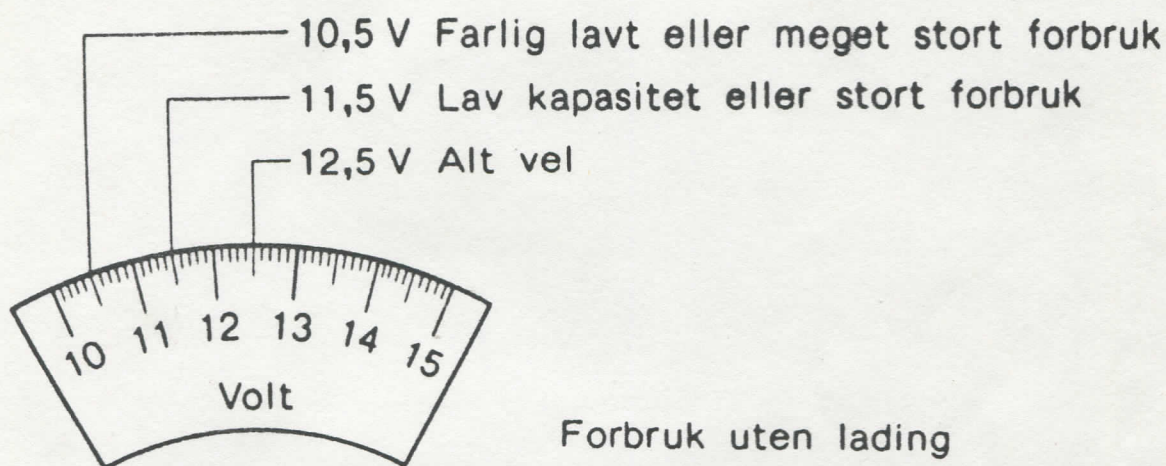 10,5 V Farlig lavt eller meget stort forbruk
11,5 V Lav kapasitet eller stort forbruk
12,5 V Alt vel
10 11 12 13 14 15
Volt
Forbruk uten lading